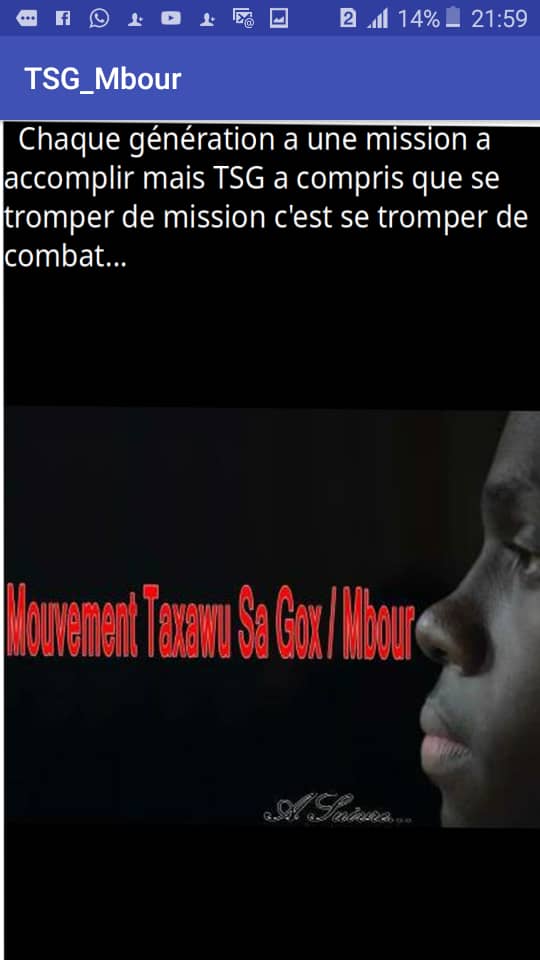 2 14% 21:59
TSG_Mbour
Chaque génération a une mission a
accomplir mais TSG a compris que se
tromper de mission c'est se tromper de
combat...
Mouvement Taxawu Sa Gox / Mbour
A Suivre...